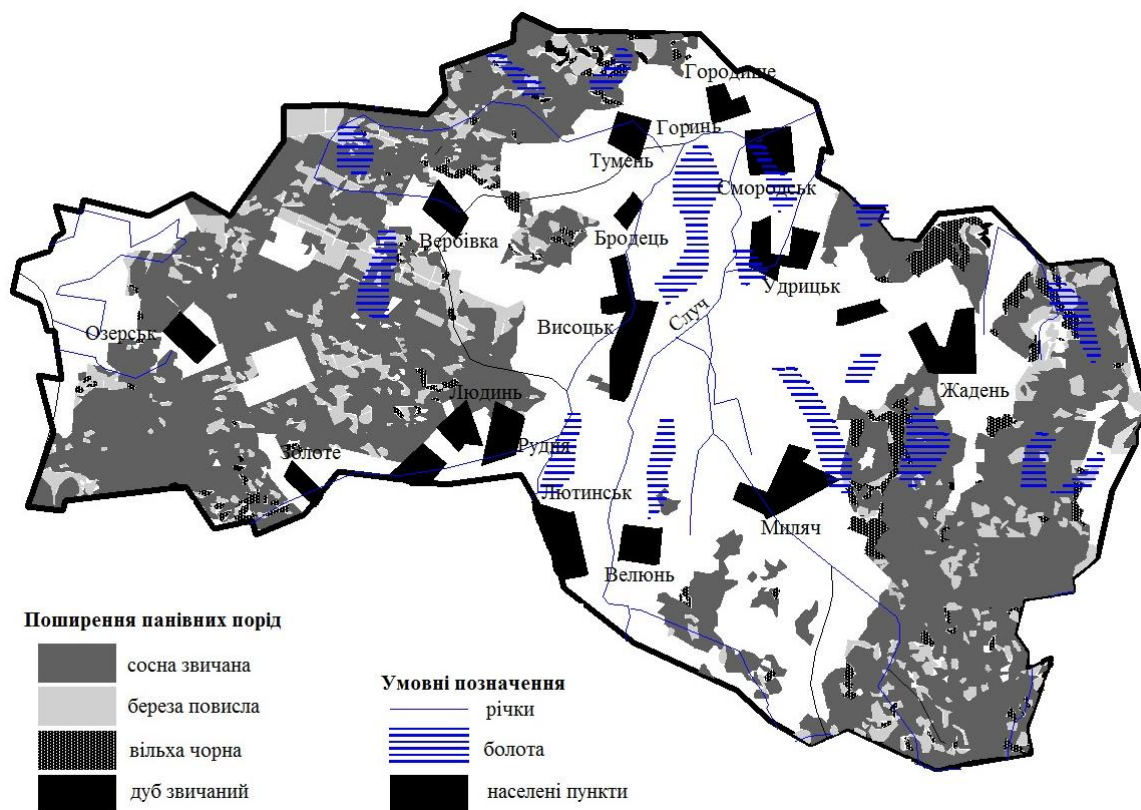 Городище
Горинь
Тумень
Смородськ
Вербівка
Бродець
Удрицьк
Озерськ
Висоцьк
Случ
Жадень
Людинь
Рудня
Золоте
Лютинськ
Миляч
Велюнь
Поширення панівних порід
сосна звичана
береза повисла
вільха чорна
дуб звичаний
Умовні позначення
річки
болота
населені пункти